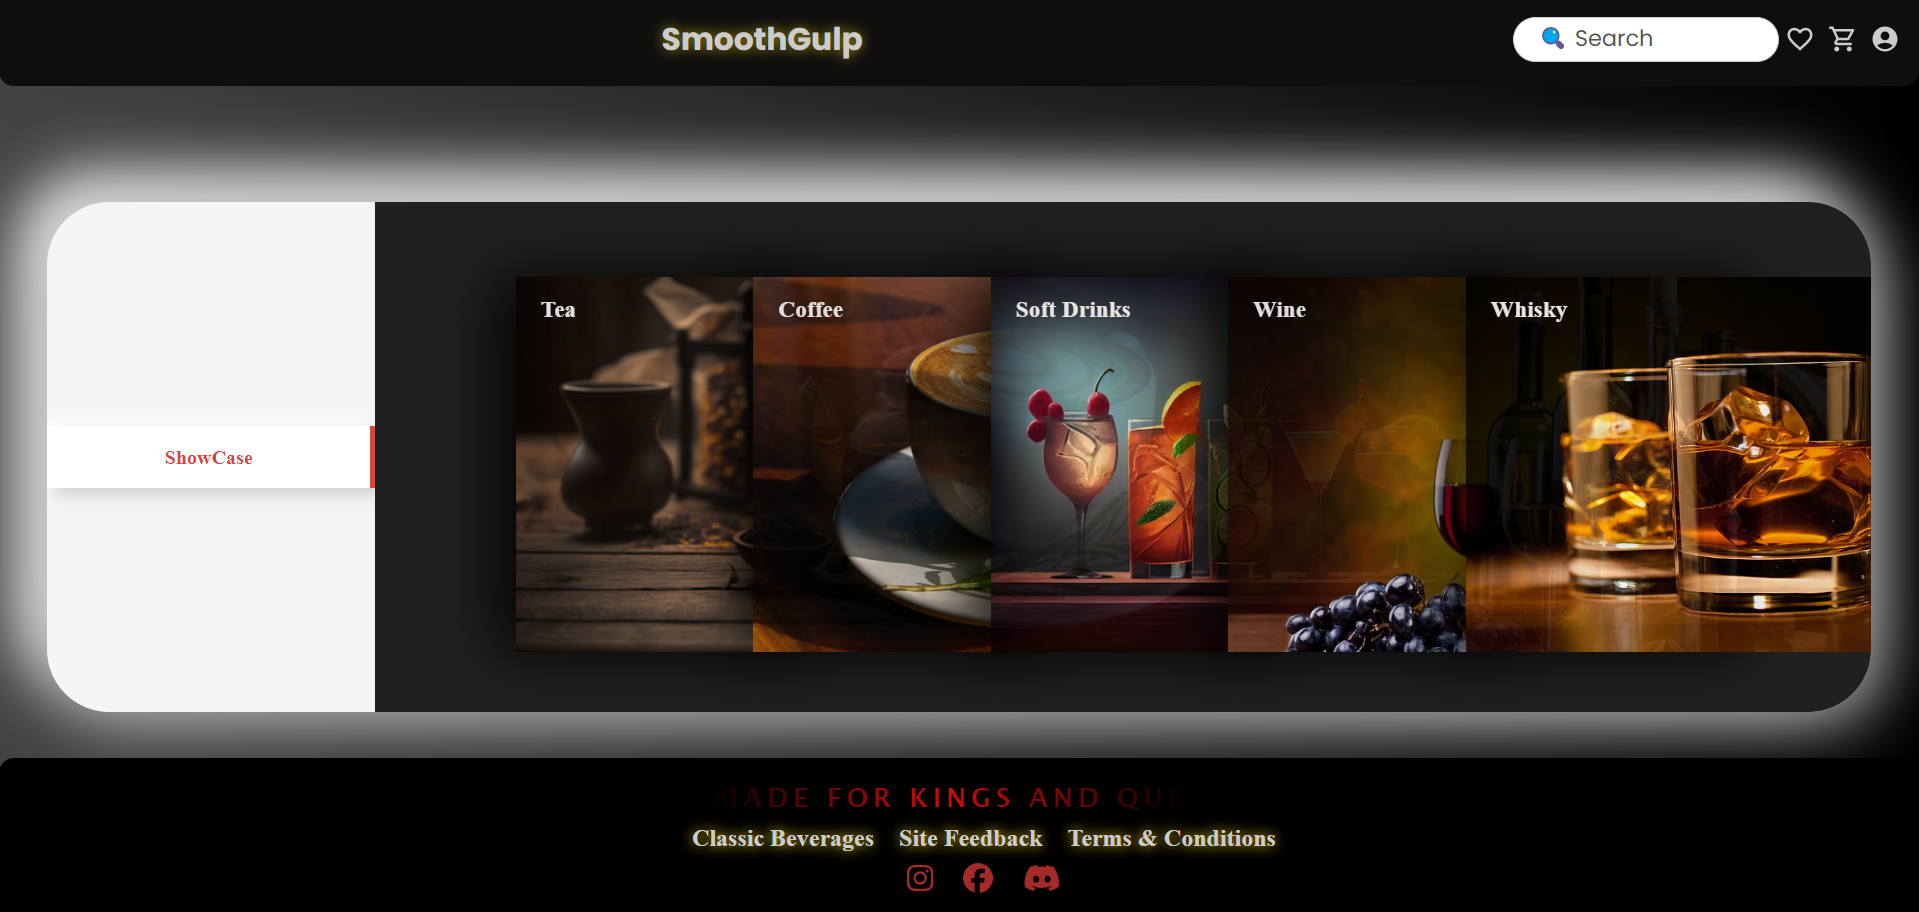 SmoothGulp
Search
Tea
Coffee
Soft Drinks
Wine
Whisky
ShowCase
MADE FOR KINGS AND QUE
Classic Beverages
Site Feedback
Terms & Conditions